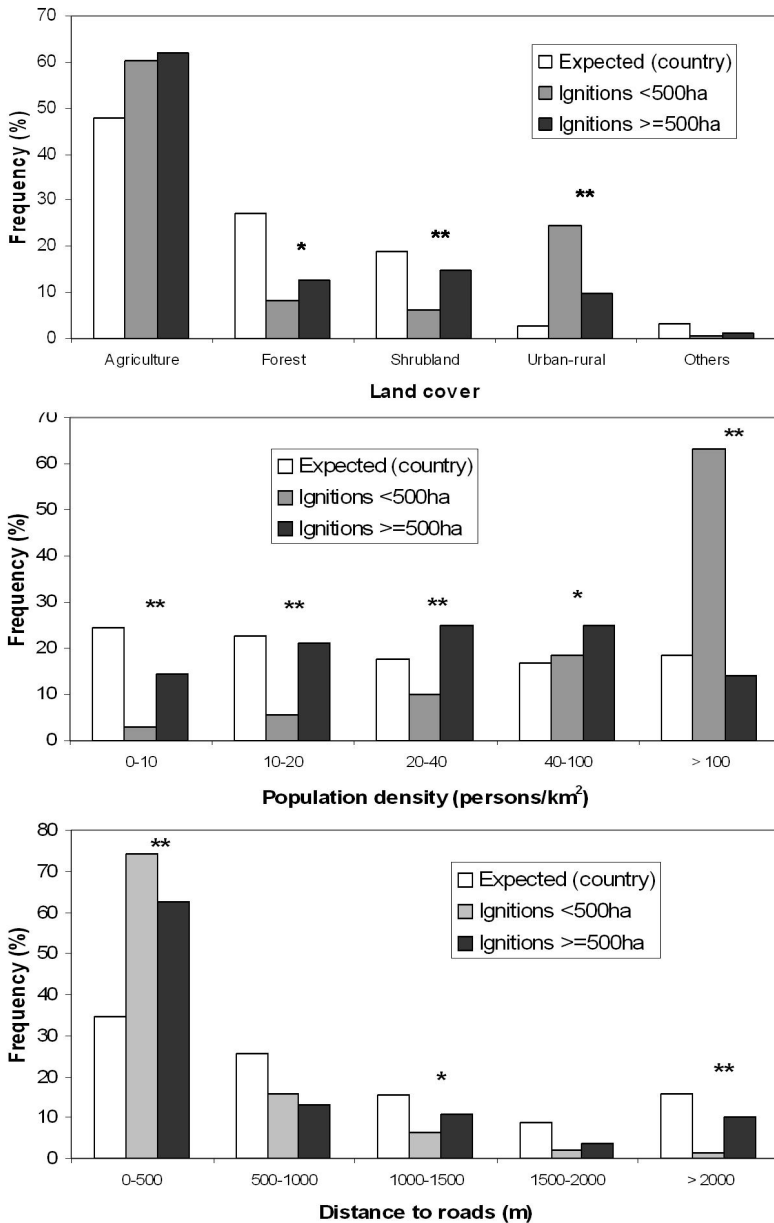 70
60
50
40
30
20
10
0
Frequency (%)
Expected (country)
Ignitions <500ha
Ignitions >=500ha
* ** **
Agriculture Forest Shrubland Urban-rural Others
Land cover
70
60
50
40
30
20
10
0
Frequency (%)
Expected (country)
Ignitions <500ha
Ignitions >=500ha
** ** ** * **
0-10 10-20 20-40 40-100 > 100
Population density (persons/km²)
80
70
60
50
40
30
20
10
0
Frequency (%)
Expected (country)
Ignitions <500ha
Ignitions >=500ha
** * **
0-500 500-1000 1000-1500 1500-2000 > 2000
Distance to roads (m)